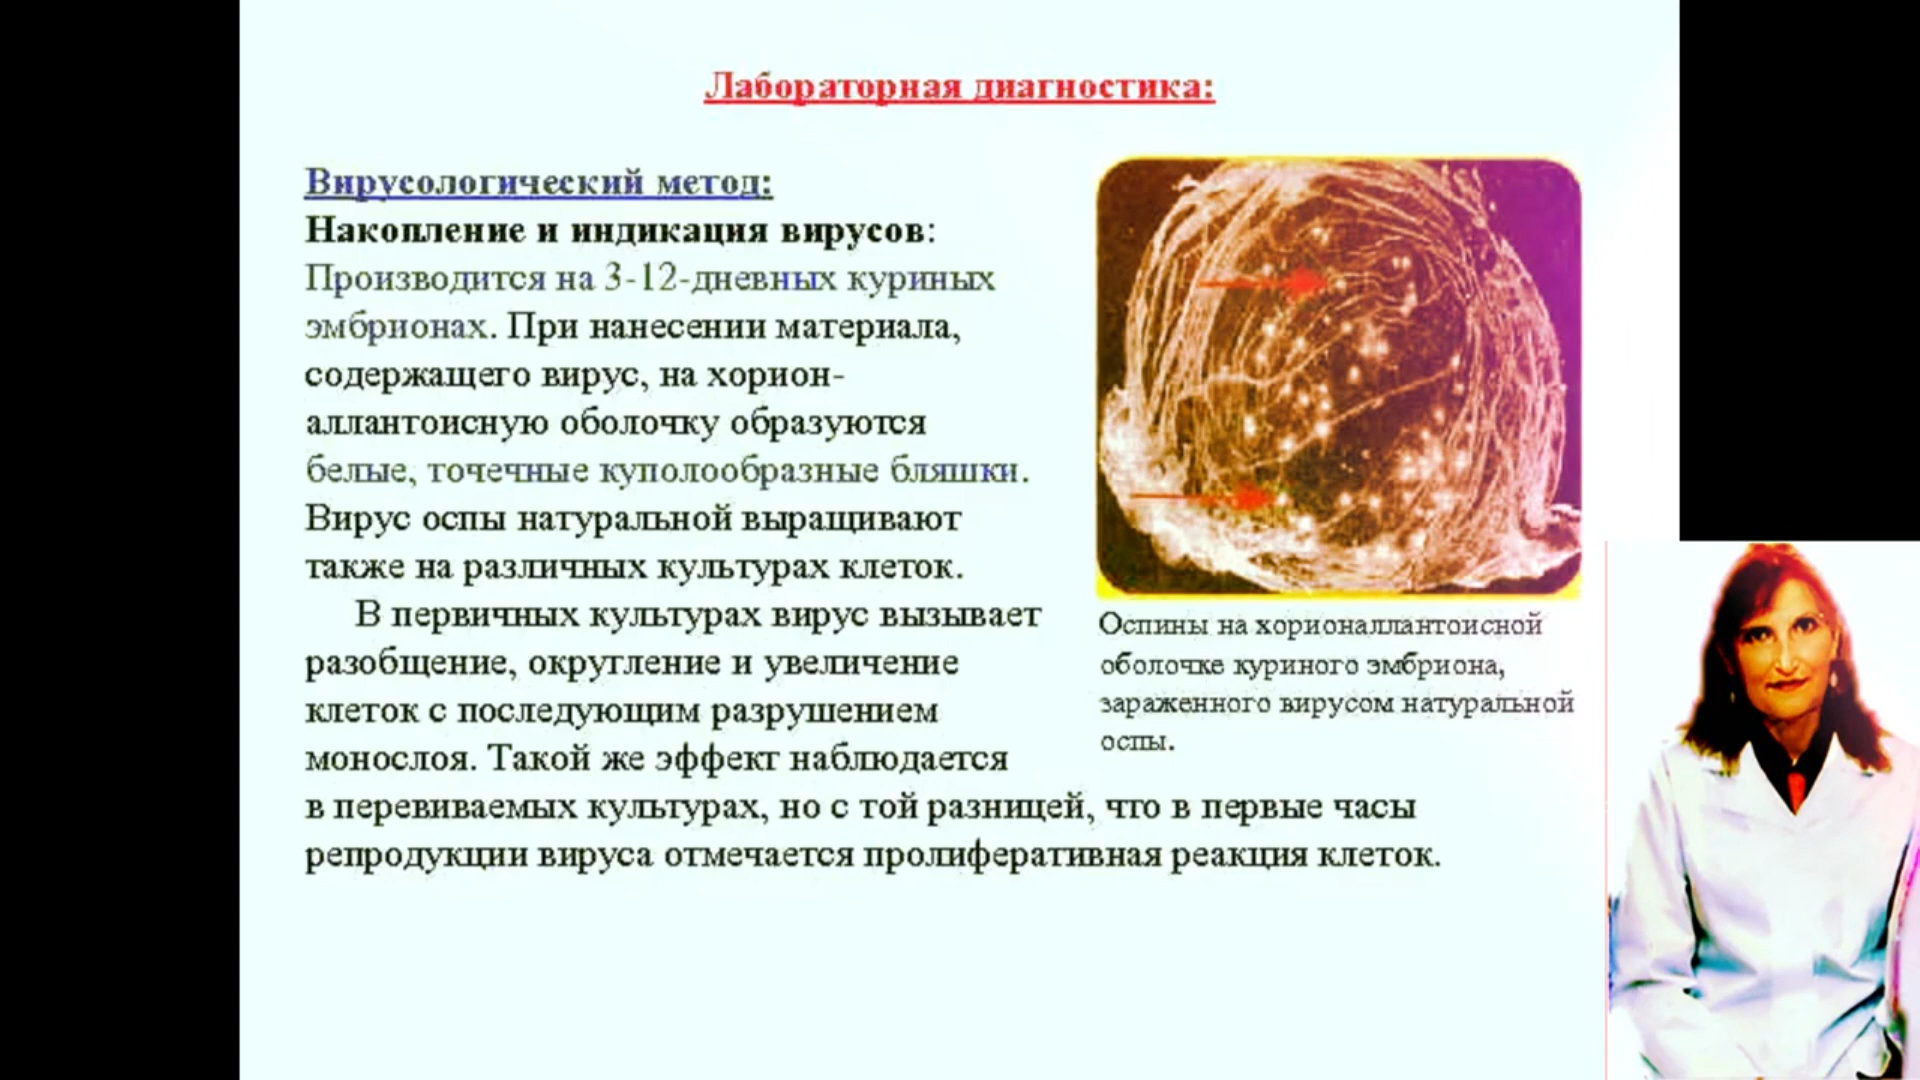 Лабораторная диагностика:
Вирусологический метод:
Накопление и индикация вирусов:
Производится на 3-12-дневных куриных
эмбрионах. При нанесении материала,
содержащего вирус, на хорион-
аллантоисную оболочку образуются
белые, точечные куполообразные бляшки.
Вирус оспы натуральной выращивают
также на различных культурах клеток.
В первичных культурах вирус вызывает
разобщение, округление и увеличение
клеток с последующим разрушением
монослоя. Такой же эффект наблюдается
в перевиваемых культурах, но с той разницей, что в первые часы
репродукции вируса отмечается пролиферативная реакция клеток.
Оспины на хорионаллантоисной
оболочке куриного эмбриона,
зараженного вирусом натуральной
оспы.